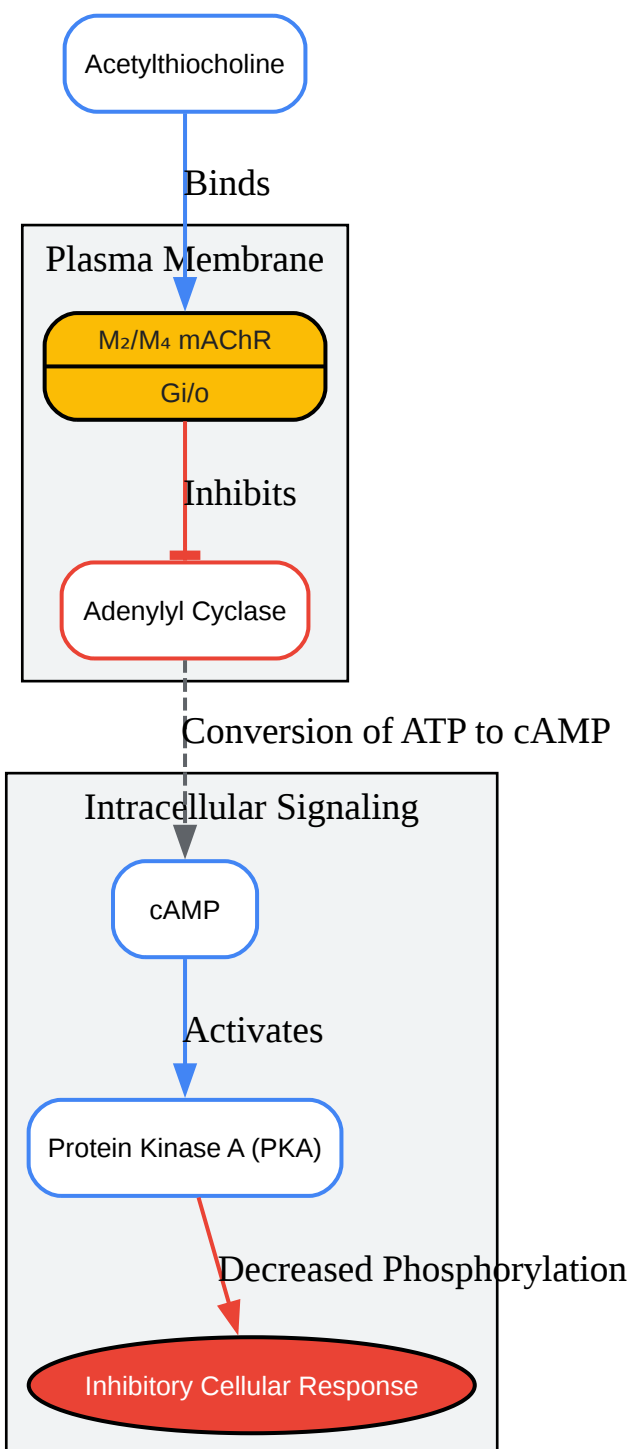 Acetylthiocholine
Binds
Plasma Membrane
M₂/M₄ mAChR
Gi/o
Inhibits
Adenylyl Cyclase
Conversion of ATP to cAMP
Intracellular Signaling
cAMP
Activates
Protein Kinase A (PKA)
Decreased Phosphorylation
Inhibitory Cellular Response